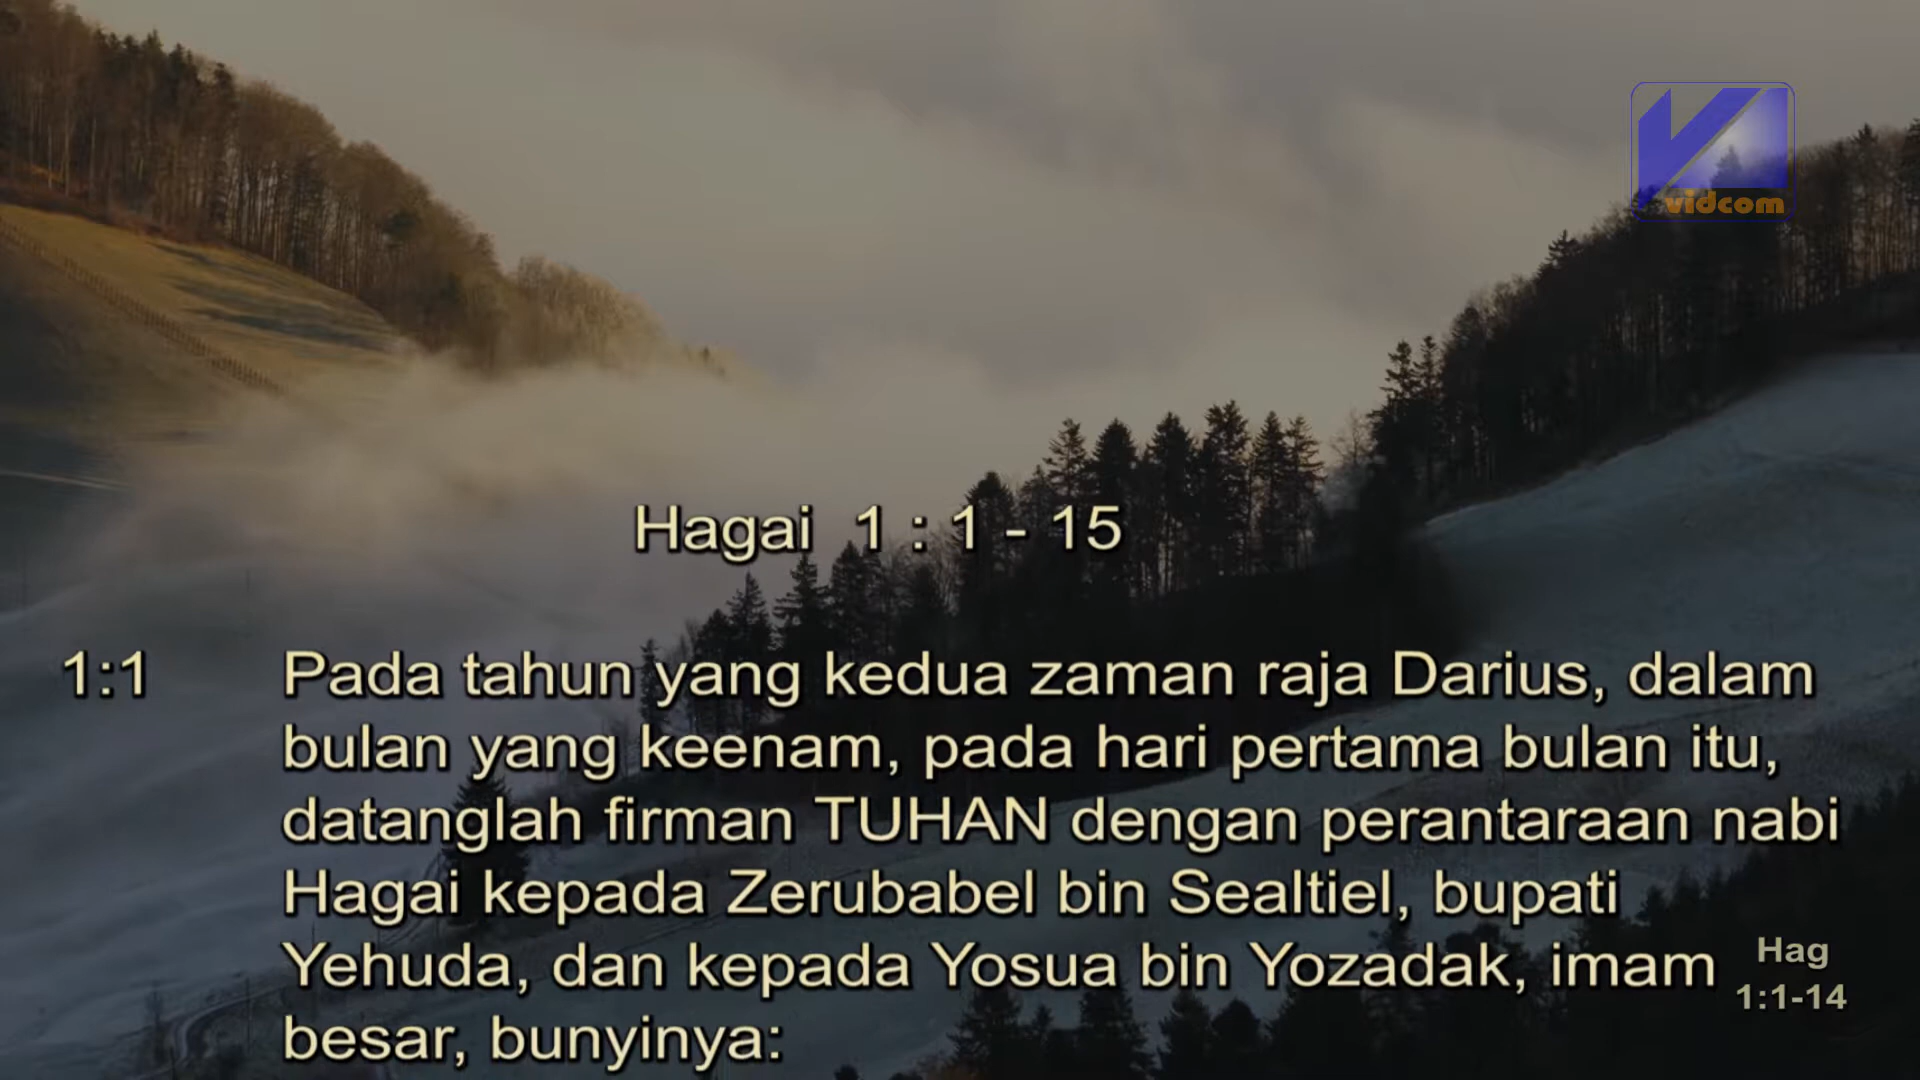 vidcom
Hagai 1 : 1 - 15
1:1 Pada tahun yang kedua zaman raja Darius, dalam
bulan yang keenam, pada hari pertama bulan itu,
datanglah firman TUHAN dengan perantaraan nabi
Hagai kepada Zerubabel bin Sealtiel, bupati
Yehuda, dan kepada Yosua bin Yozadak, imam
besar, bunyinya:
Hag
1:1-14